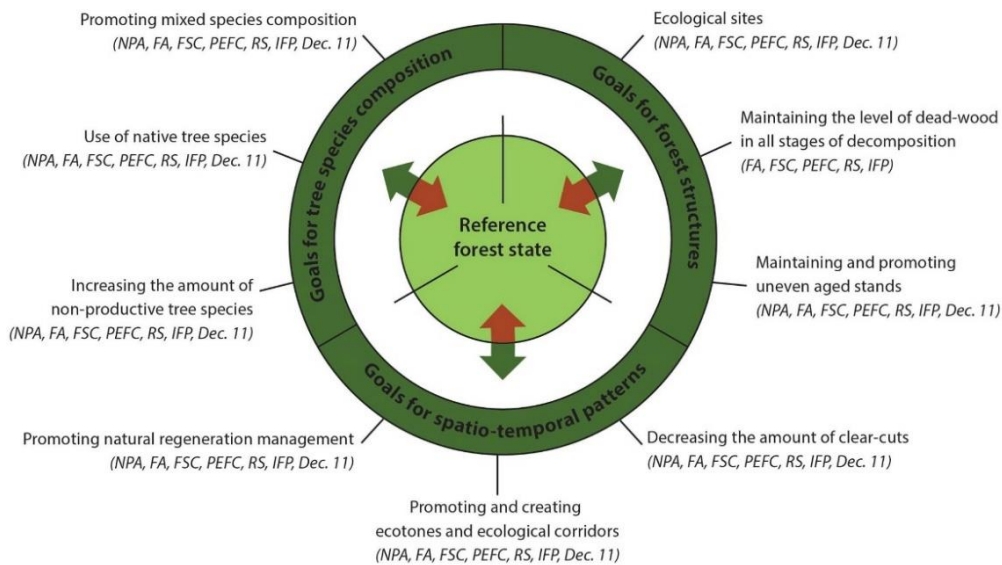 Promoting mixed species composition
(NPA, FA, FSC, PEFC, RS, IFP, Dec. 11)
Ecological sites
(NPA, FA, FSC, PEFC, RS, IFP, Dec. 11)
Use of native tree species
(NPA, FA, FSC, PEFC, RS, IFP, Dec. 11)
Maintaining the level of dead-wood
in all stages of decomposition
(FA, FSC, PEFC, RS, IFP)
Goals for tree species composition
Goals for forest structures
Reference
forest state
Increasing the amount of
non-productive tree species
(NPA, FA, FSC, PEFC, RS, IFP, Dec. 11)
Maintaining and promoting
uneven aged stands
(NPA, FA, FSC, PEFC, RS, IFP, Dec. 11)
Goals for spatio-temporal patterns
Promoting natural regeneration management
(NPA, FA, FSC, PEFC, RS, IFP, Dec. 11)
Decreasing the amount of clear-cuts
(NPA, FA, FSC, PEFC, RS, IFP, Dec. 11)
Promoting and creating
ecotones and ecological corridors
(NPA, FA, FSC, PEFC, RS, IFP, Dec. 11)